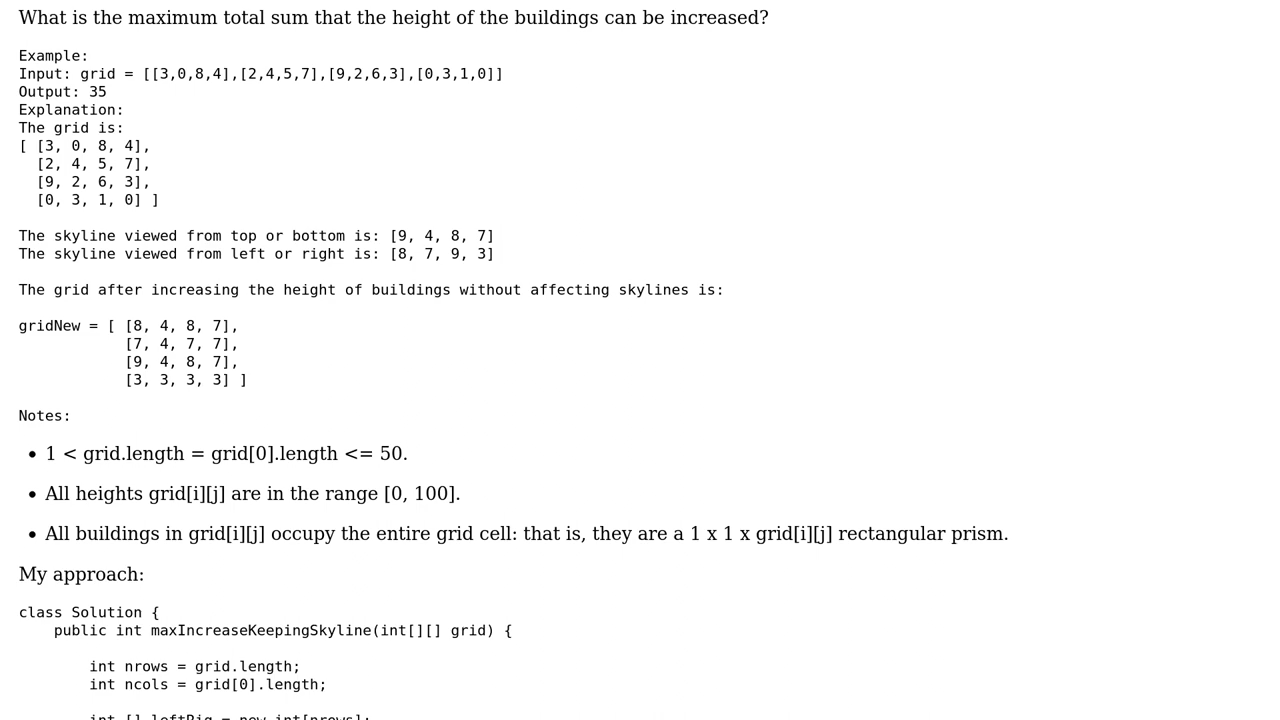 What is the maximum total sum that the height of the buildings can be increased?
Example:
Input: grid = [[3,0,8,4],[2,4,5,7],[9,2,6,3],[0,3,1,0]]
Output: 35
Explanation:
The grid is:
[ [3, 0, 8, 4],
  [2, 4, 5, 7],
  [9, 2, 6, 3],
  [0, 3, 1, 0] ]
The skyline viewed from top or bottom is: [9, 4, 8, 7]
The skyline viewed from left or right is: [8, 7, 9, 3]
The grid after increasing the height of buildings without affecting skylines is:
gridNew = [ [8, 4, 8, 7],
            [7, 4, 7, 7],
            [9, 4, 8, 7],
            [3, 3, 3, 3] ]
Notes:
• 1 < grid.length = grid[0].length <= 50.
• All heights grid[i][j] are in the range [0, 100].
• All buildings in grid[i][j] occupy the entire grid cell: that is, they are a 1 x 1 x grid[i][j] rectangular prism.
My approach:
class Solution {
    public int maxIncreaseKeepingSkyline(int[][] grid) {
        int nrows = grid.length;
        int ncols = grid[0].length;
        int [] leftRig = new int[nrows];